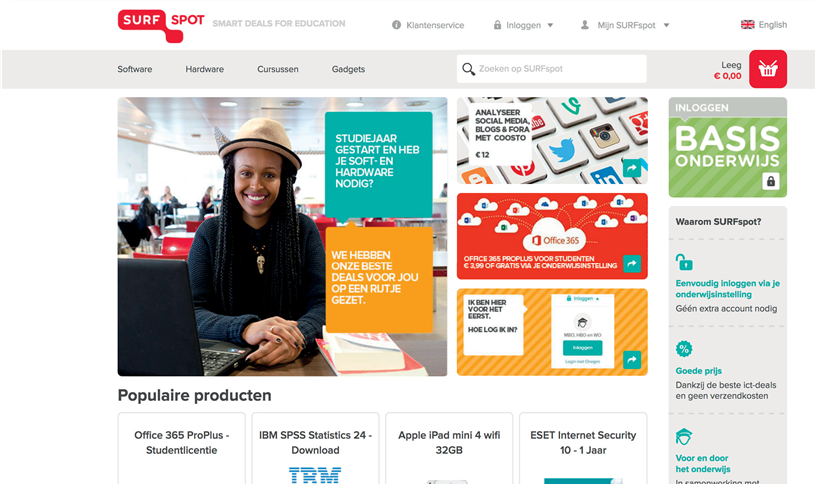 SURF SPOT SMART DEALS FOR EDUCATION
Klantenservice
Inloggen
Mijn SURFspot
English
Software
Hardware
Cursussen
Gadgets
Zoeken op SURFspot
Leeg
€ 0,00
STUDIEJAAR
GESTART EN HEB
JE SOFT- EN
HARDWARE
NODIG?
WE HEBBEN
ONZE BESTE
DEALS VOOR JOU
OP EEN RIJTJE
GEZET.
ANALYSEER
SOCIAL MEDIA,
BLOGS & FORA
MET COOSTO
€ 12
Office 365
OFFICE 365 PROPLUS VOOR STUDENTEN
€ 3,99 OF GRATIS VIA JE ONDERWIJSINSTELLING
IK BEN HIER
VOOR HET
EERST.
HOE LOG IK IN?
Inloggen
MBO, HBO en WO
Inloggen
Login met Onegini
INLOGGEN
BASIS
ONDERWIJS
Waarom SURFspot?
Eenvoudig inloggen via je
onderwijsinstelling
Géén extra account nodig
Goede prijs
Dankzij de beste ict-deals
en geen verzendkosten
Voor en door
het onderwijs
In samenwerking met
Populaire producten
Office 365 ProPlus -
Studentlicentie
IBM SPSS Statistics 24 -
Download
IBM
Apple iPad mini 4 wifi
32GB
ESET Internet Security
10 - 1 Jaar